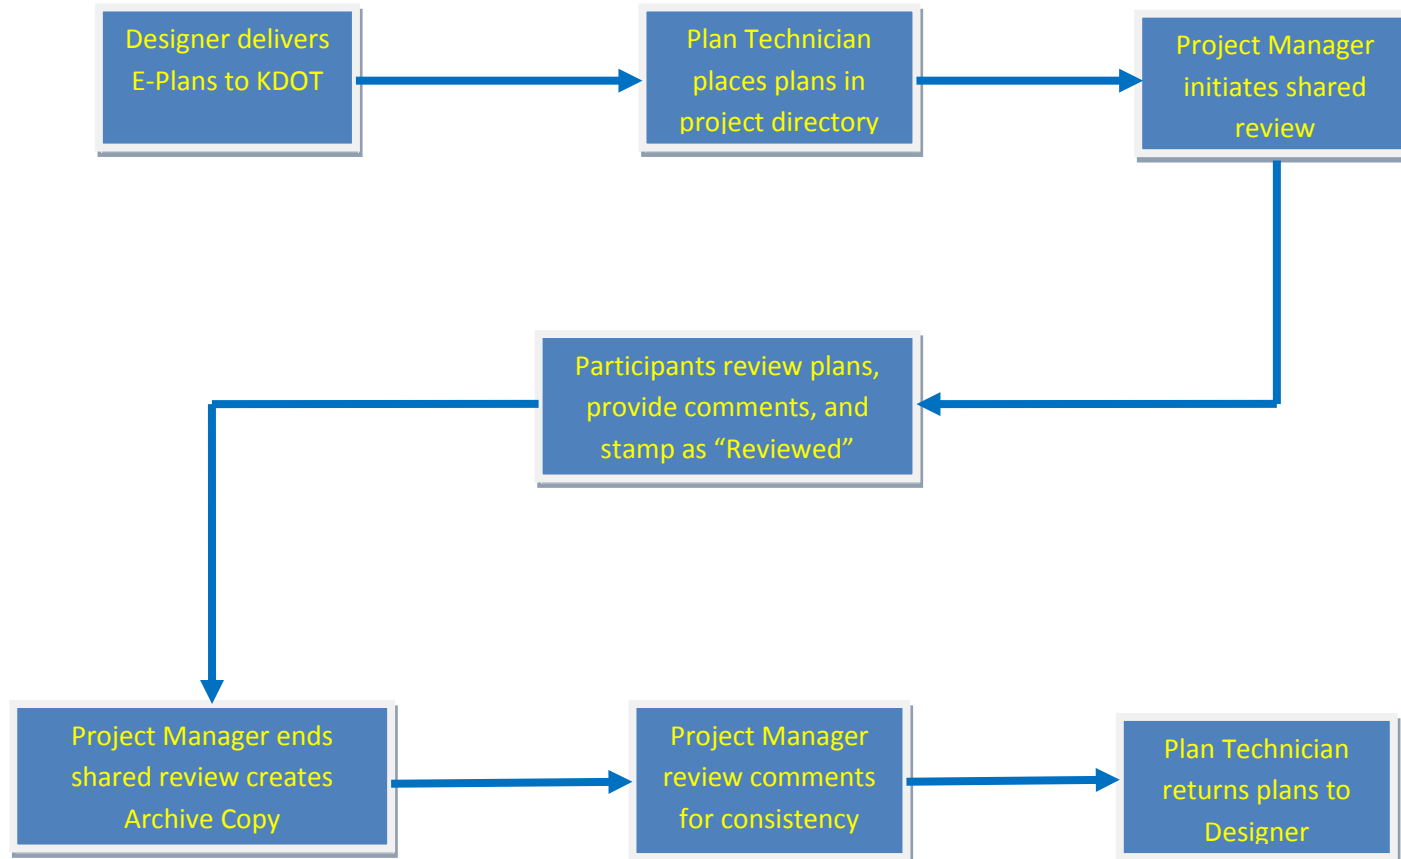 Designer delivers
E-Plans to KDOT
Plan Technician
places plans in
project directory
Project Manager
initiates shared
review
Participants review plans,
provide comments, and
stamp as “Reviewed”
Project Manager ends
shared review creates
Archive Copy
Project Manager
review comments
for consistency
Plan Technician
returns plans to
Designer